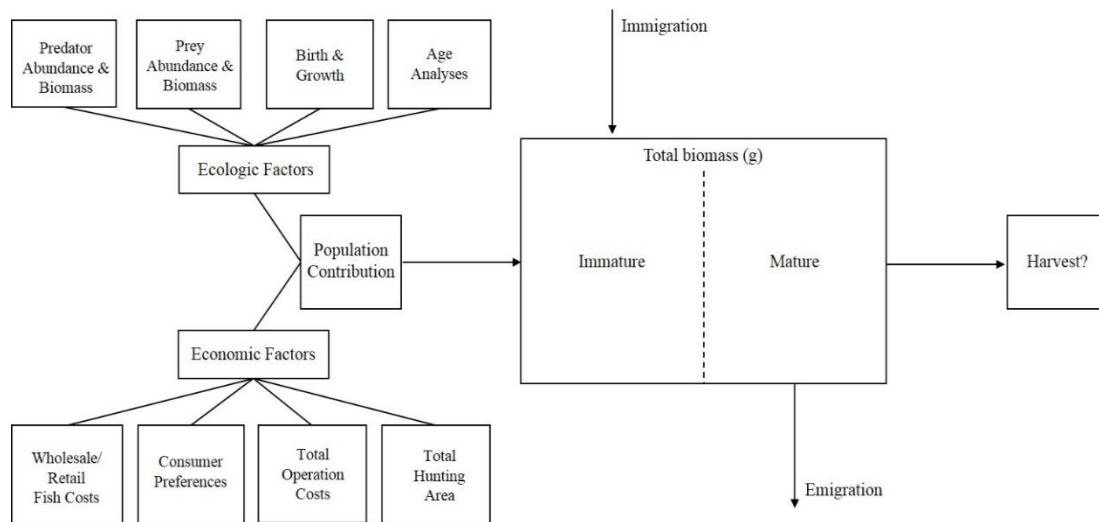 Predator
Abundance &
Biomass
Prey
Abundance &
Biomass
Birth &
Growth
Age
Analyses
Immigration
Ecologic Factors
Total biomass (g)
Population
Contribution
Immature
Mature
Harvest?
Economic Factors
Wholesale/
Retail
Fish Costs
Consumer
Preferences
Total
Operation
Costs
Total
Hunting
Area
Emigration